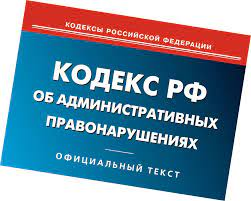 КОДЕКСЫ РОССИЙСКОЙ ФЕДЕРАЦИИ
КОДЕКС РФ
ОБ АДМИНИСТРАТИВНЫХ
ПРАВОНАРУШЕНИЯХ
ОФИЦИАЛЬНЫЙ ТЕКСТ